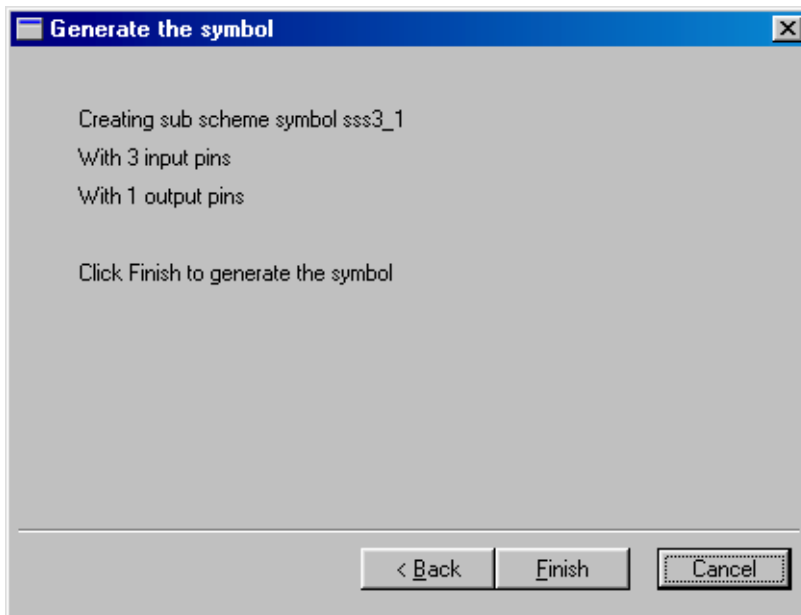 Generate the symbol
Creating sub scheme symbol sss3_1
With 3 input pins
With 1 output pins
Click Finish to generate the symbol
< Back Finish Cancel